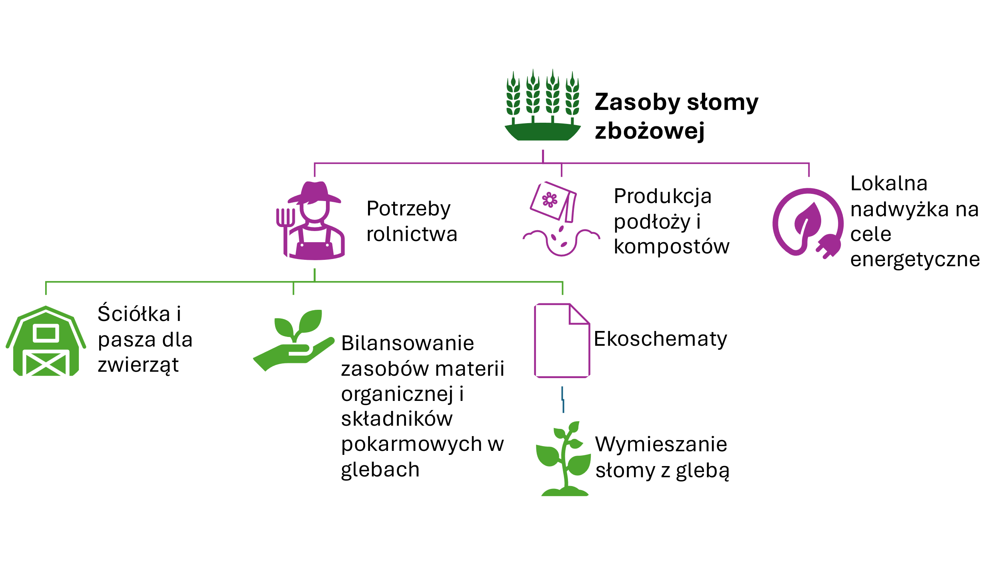 Zasoby słomy
zbożowej
Potrzeby
rolnictwa
Produkcja
podłoży i
kompostów
Lokalna
nadwyżka na
cele
energetyczne
Ściółka i
pasza dla
zwierząt
Bilansowanie
zasobów materii
organicznej i
składników
pokarmowych w
glebach
Ekoschematy
Wymieszanie
słomy z glebą